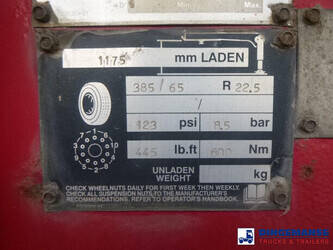 1175 mm LADEN
385/65 R 22.5
/
123 psi 8.5 bar
445 lb.ft 600 Nm
UNLADEN WEIGHT kg
CHECK WHEELNUTS DAILY FOR FIRST WEEK THEN WEEKLY.
CHECK ALL SUSPENSION NUTS TO THE MANUFACTURER'S
RECOMMENDATIONS. REFER TO OPERATOR'S HANDBOOK.
TRUCKS & TRAILERS